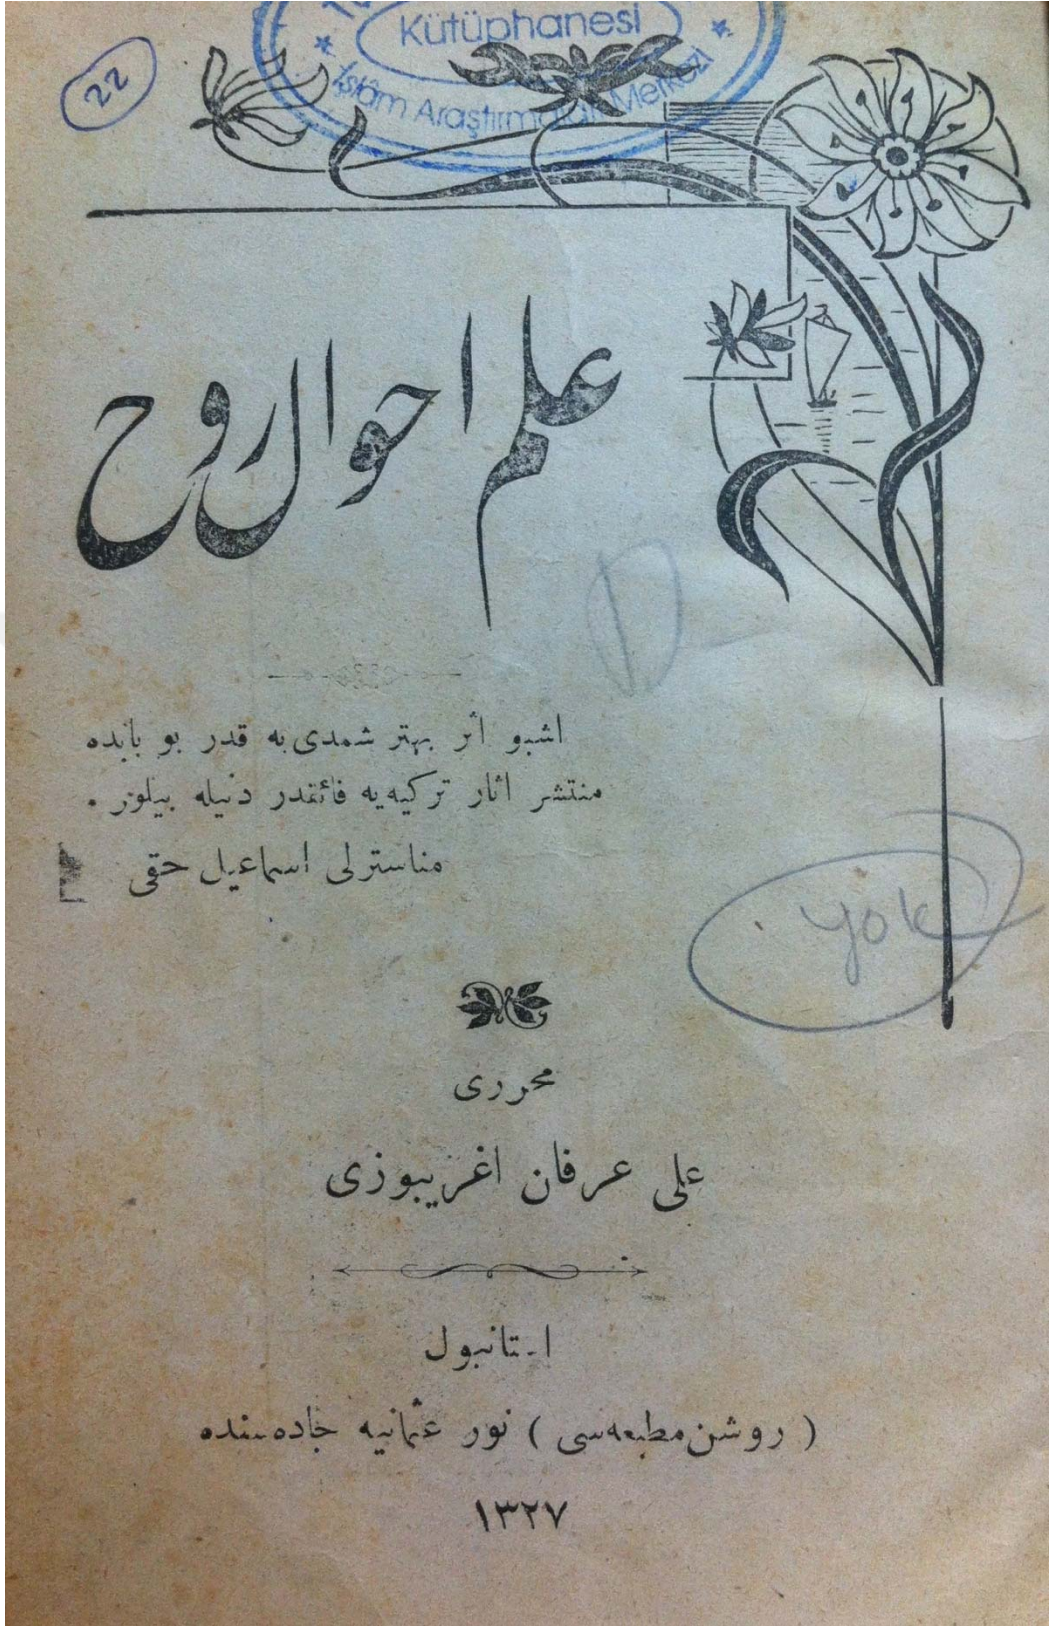 Kütüphanesi
İslâm Araştırmaları Merkezi
22
علم احوال روح
اشبو اثر بهتر شمدی‌یه قدر بو بابده
منتشر اثار ترکیه‌یه فائقدر دنیله بیلور .
مناسترلی اسماعیل حقی
yok
محرری
علی عرفان اغریبوزی
استانبول
( روشن مطبعه‌سی ) نور عثمانیه جاده‌سنده
١٣٢٧